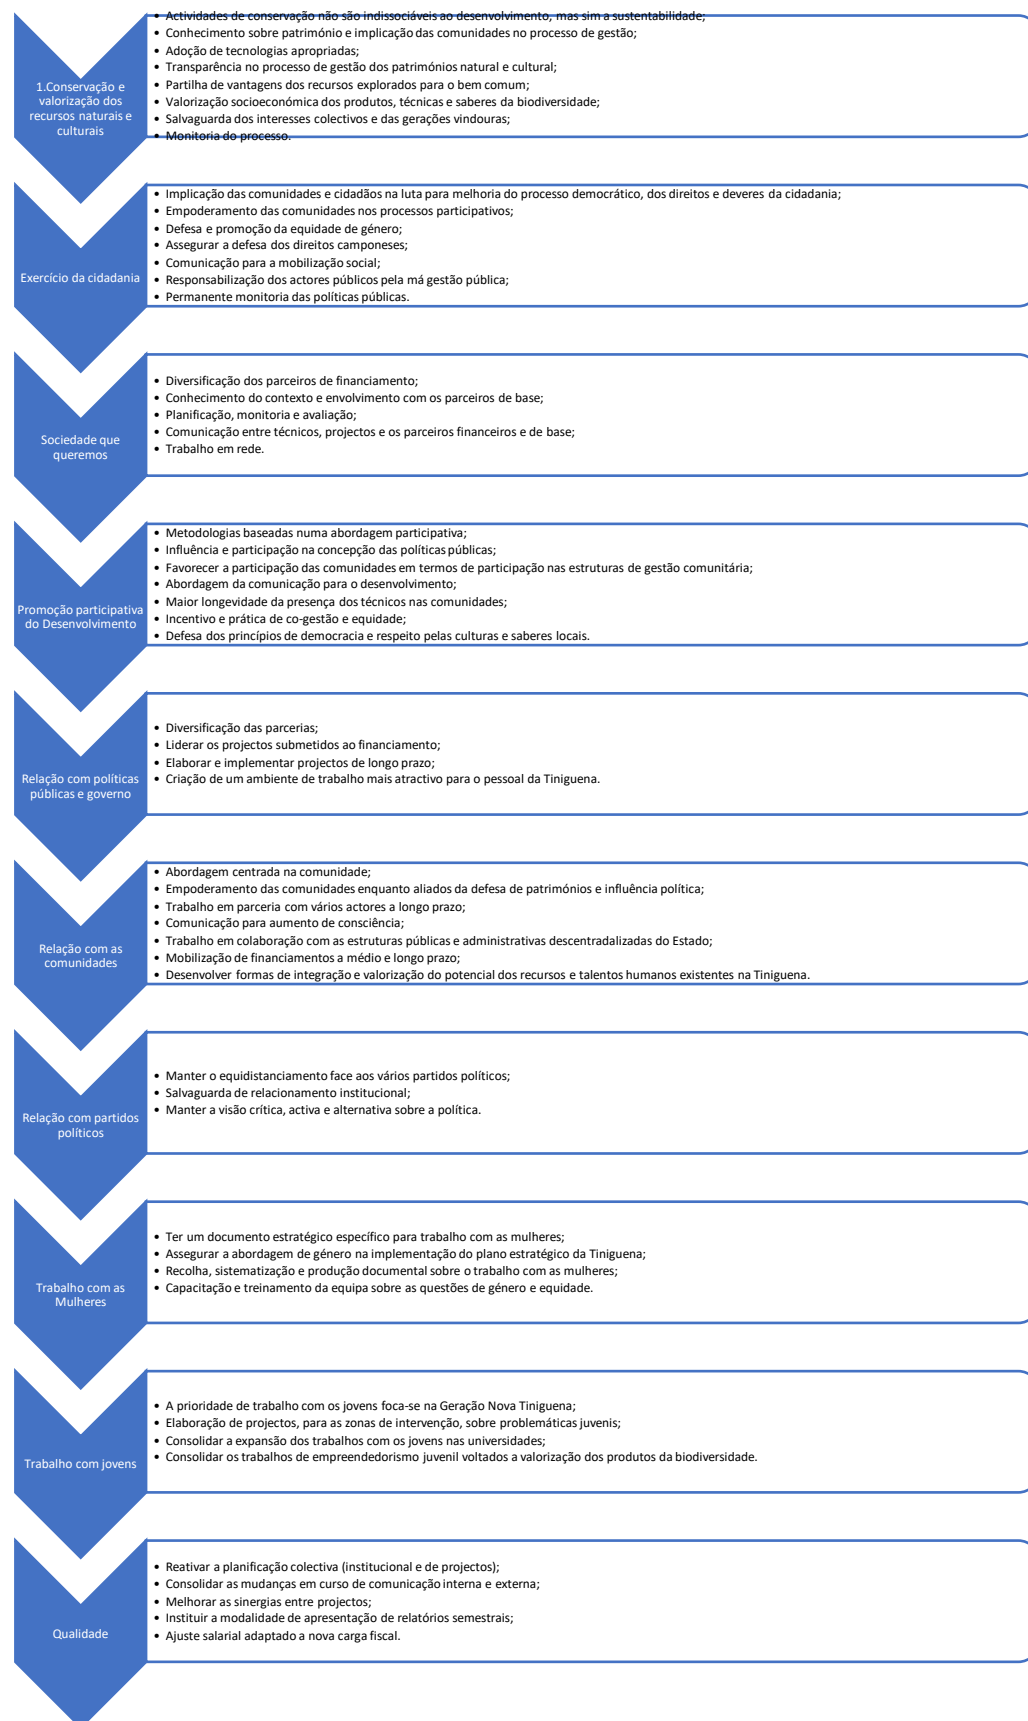 1.Conservação e
valorização dos
recursos naturais e
culturais
• Actividades de conservação não são indissociáveis ao desenvolvimento, mas sim a sustentabilidade;
• Conhecimento sobre património e implicação das comunidades no processo de gestão;
• Adoção de tecnologias apropriadas;
• Transparência no processo de gestão dos patrimónios natural e cultural;
• Partilha de vantagens dos recursos explorados para o bem comum;
• Valorização socioeconómica dos produtos, técnicas e saberes da biodiversidade;
• Salvaguarda dos interesses colectivos e das gerações vindouras;
• Monitoria do processo.
Exercício da cidadania
• Implicação das comunidades e cidadãos na luta para melhoria do processo democrático, dos direitos e deveres da cidadania;
• Empoderamento das comunidades nos processos participativos;
• Defesa e promoção da equidade de género;
• Assegurar a defesa dos direitos camponeses;
• Comunicação para a mobilização social;
• Responsabilização dos actores públicos pela má gestão pública;
• Permanente monitoria das políticas públicas.
Sociedade que
queremos
• Diversificação dos parceiros de financiamento;
• Conhecimento do contexto e envolvimento com os parceiros de base;
• Planificação, monitoria e avaliação;
• Comunicação entre técnicos, projectos e os parceiros financeiros e de base;
• Trabalho em rede.
Promoção participativa
do Desenvolvimento
• Metodologias baseadas numa abordagem participativa;
• Influência e participação na concepção das políticas públicas;
• Favorecer a participação das comunidades em termos de participação nas estruturas de gestão comunitária;
• Abordagem da comunicação para o desenvolvimento;
• Maior longevidade da presença dos técnicos nas comunidades;
• Incentivo e prática de co-gestão e equidade;
• Defesa dos princípios de democracia e respeito pelas culturas e saberes locais.
Relação com políticas
públicas e governo
• Diversificação das parcerias;
• Liderar os projectos submetidos ao financiamento;
• Elaborar e implementar projectos de longo prazo;
• Criação de um ambiente de trabalho mais atractivo para o pessoal da Tiniguena.
Relação com as
comunidades
• Abordagem centrada na comunidade;
• Empoderamento das comunidades enquanto aliados da defesa de patrimónios e influência política;
• Trabalho em parceria com vários actores a longo prazo;
• Comunicação para aumento de consciência;
• Trabalho em colaboração com as estruturas públicas e administrativas descentradalizadas do Estado;
• Mobilização de financiamentos a médio e longo prazo;
• Desenvolver formas de integração e valorização do potencial dos recursos e talentos humanos existentes na Tiniguena.
Relação com partidos
políticos
• Manter o equidistanciamento face aos vários partidos políticos;
• Salvaguarda de relacionamento institucional;
• Manter a visão crítica, activa e alternativa sobre a política.
Trabalho com as
Mulheres
• Ter um documento estratégico específico para trabalho com as mulheres;
• Assegurar a abordagem de género na implementação do plano estratégico da Tiniguena;
• Recolha, sistematização e produção documental sobre o trabalho com as mulheres;
• Capacitação e treinamento da equipa sobre as questões de género e equidade.
Trabalho com jovens
• A prioridade de trabalho com os jovens foca-se na Geração Nova Tiniguena;
• Elaboração de projectos, para as zonas de intervenção, sobre problemáticas juvenis;
• Consolidar a expansão dos trabalhos com os jovens nas universidades;
• Consolidar os trabalhos de empreendedorismo juvenil voltados a valorização dos produtos da biodiversidade.
Qualidade
• Reativar a planificação colectiva (institucional e de projectos);
• Consolidar as mudanças em curso de comunicação interna e externa;
• Melhorar as sinergias entre projectos;
• Instituir a modalidade de apresentação de relatórios semestrais;
• Ajuste salarial adaptado a nova carga fiscal.